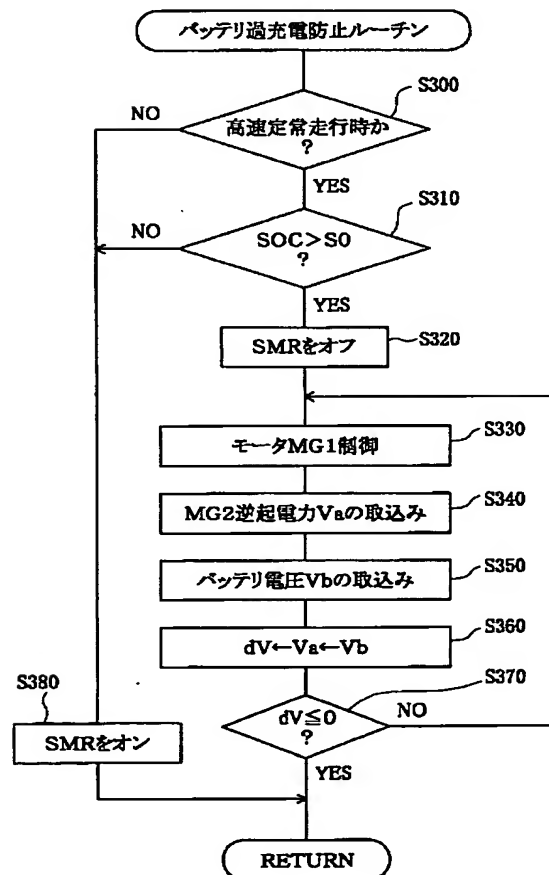 バッテリ過充電防止ルーチン
S300
NO
高速定常走行時か
?
YES
S310
NO
SOC>S0
?
YES
SMRをオフ
S320
S330
モータMG1制御
S340
MG2逆起電力Vaの取込み
S350
バッテリ電圧Vbの取込み
S360
dV←Va←Vb
S370
S380
dV≦0
?
NO
SMRをオン
YES
RETURN